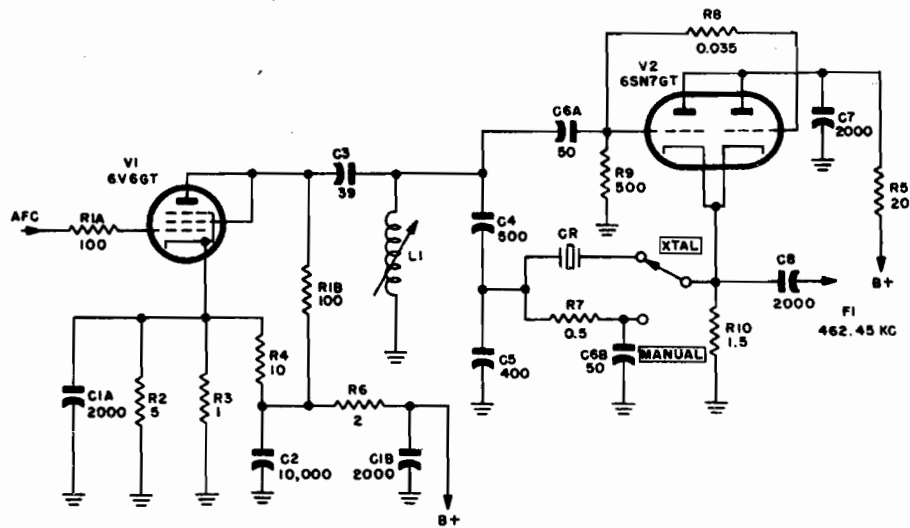 R8
0.035
V2
6SN7GT
C6A
50
C7
2000
V1
6V6GT
C3
39
R9
500
R5
20
AFC
R1A
100
C4
500
CR
XTAL
L1
R1B
100
C8
2000
B+
R7
0.5
F1
462.45 KC
R4
10
C5
400
C6B
50
MANUAL
R10
1.5
C1A
2000
R2
5
R3
1
R6
2
C2
10,000
C1B
2000
B+